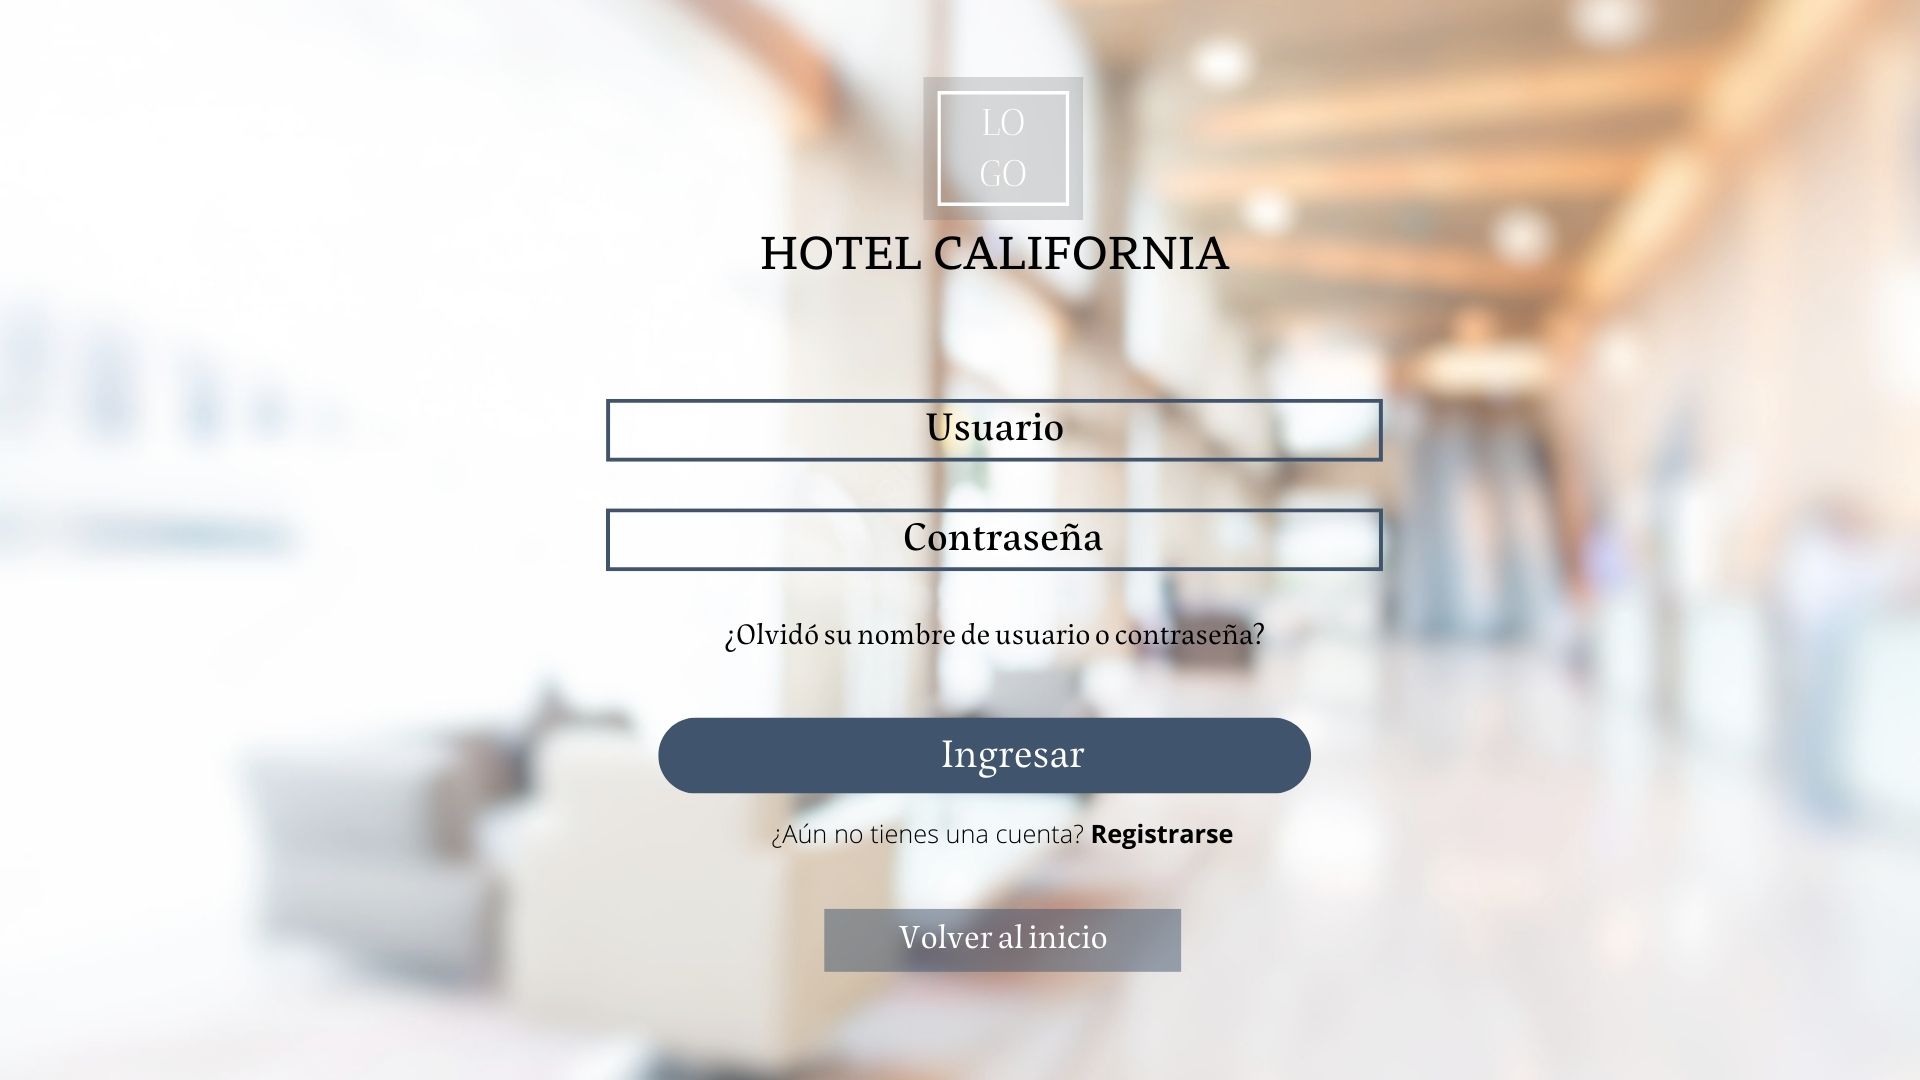 LO
GO
HOTEL CALIFORNIA
Usuario
Contraseña
¿Olvidó su nombre de usuario o contraseña?
Ingresar
¿Aún no tienes una cuenta? Registrarse
Volver al inicio